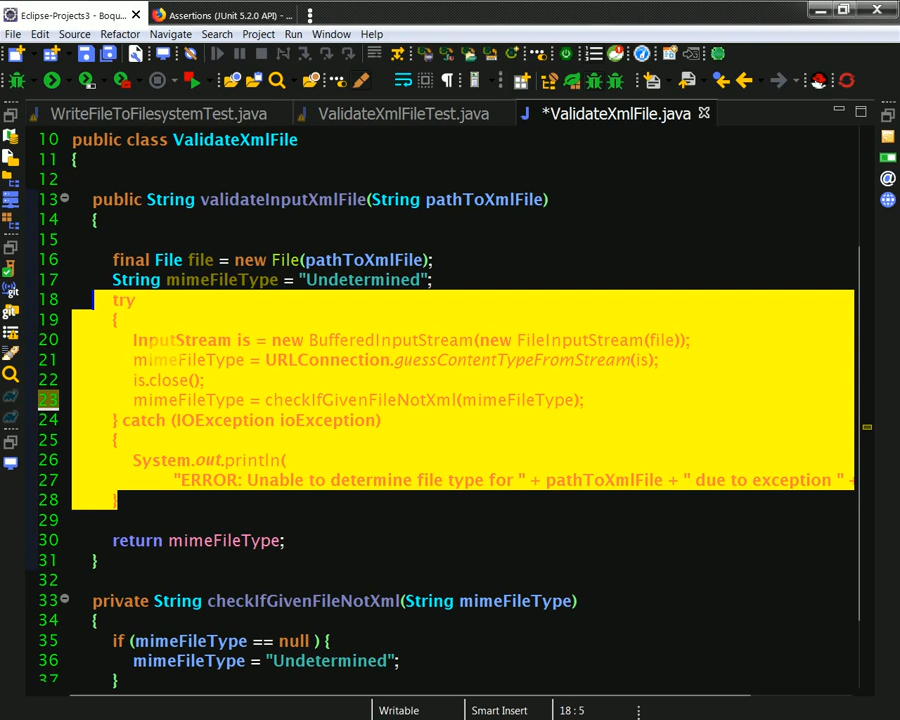 Eclipse-Projects3 - Boqu...
Assertions (JUnit 5.2.0 API) - ...
File Edit Source Refactor Navigate Search Project Run Window Help
WriteFileToFilesystemTest.java ValidateXmlFileTest.java *ValidateXmlFile.java
10 public class ValidateXmlFile
11 {
12
13 public String validateInputXmlFile(String pathToXmlFile)
14 {
15
16 final File file = new File(pathToXmlFile);
17 String mimeFileType = "Undetermined";
18 try
19 {
20 InputStream is = new BufferedInputStream(new FileInputStream(file));
21 mimeFileType = URLConnection.guessContentTypeFromStream(is);
22 is.close();
23 mimeFileType = checkIfGivenFileNotXml(mimeFileType);
24 } catch (IOException ioException)
25 {
26 System.out.println(
27 "ERROR: Unable to determine file type for " + pathToXmlFile + " due to exception " +
28 }
29
30 return mimeFileType;
31 }
32
33 private String checkIfGivenFileNotXml(String mimeFileType)
34 {
35 if (mimeFileType == null ) {
36 mimeFileType = "Undetermined";
37 }
Writable Smart Insert 18 : 5